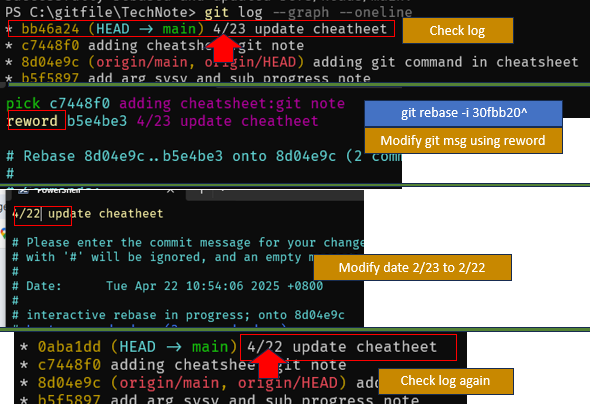 PS C:\gitfile\TechNote> git log --graph --oneline
* bb46a24 (HEAD -> main) 4/23 update cheatheet
Check log
* c7448f0 adding cheatsheet:git note
* 8d04e9c (origin/main, origin/HEAD) adding git command in cheatsheet
* b5f5897 add arg sysv and sub progress note
pick c7448f0 adding cheatsheet:git note
git rebase -i 30fbb20^
reword b5e4be3 4/23 update cheatheet
Modify git msg using reword
# Rebase 8d04e9c..b5e4be3 onto 8d04e9c (2 comm
#
PowerShell
4/22 update cheatheet
# Please enter the commit message for your change
# with '#' will be ignored, and an empty m
Modify date 2/23 to 2/22
#
# Date: Tue Apr 22 10:54:06 2025 +0800
#
# interactive rebase in progress; onto 8d04e9c
* 0aba1dd (HEAD -> main) 4/22 update cheatheet
* c7448f0 adding cheatsheet:git note
* 8d04e9c (origin/main, origin/HEAD) add
Check log again
* b5f5897 add arg sysv and sub progress note